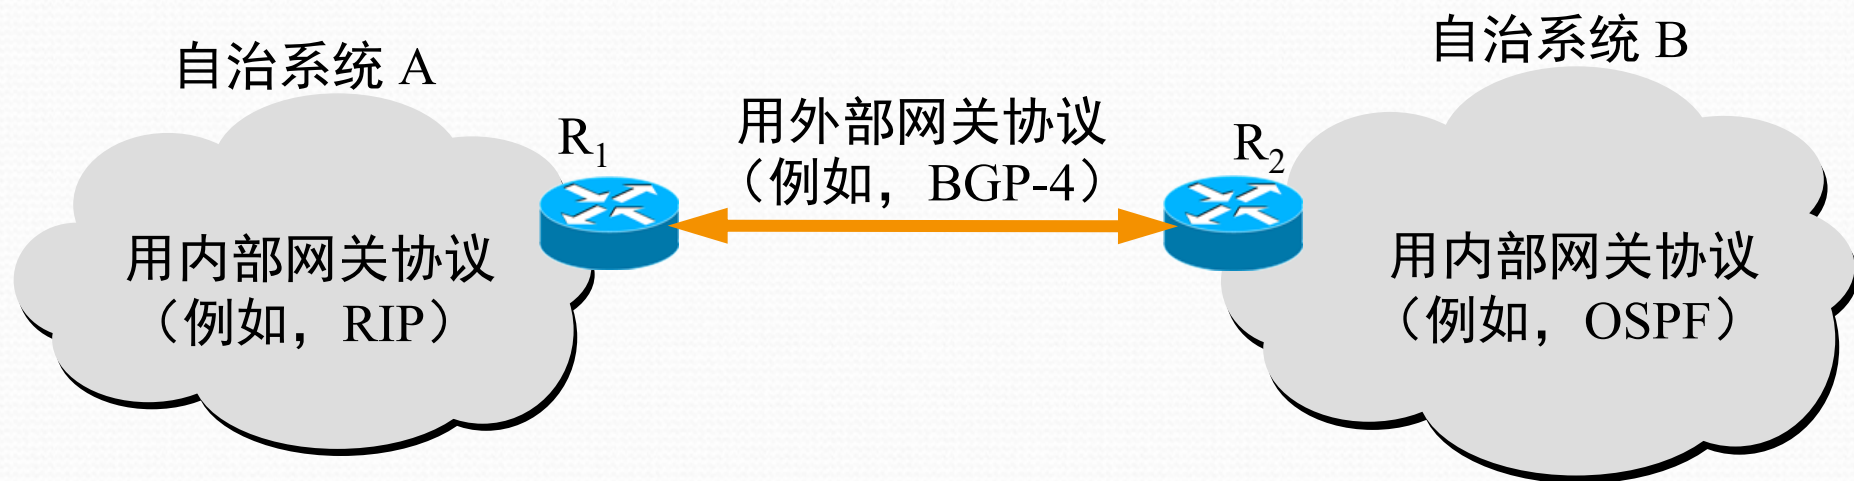 自治系统 A
用内部网关协议
（例如，RIP）
R1
用外部网关协议
（例如，BGP-4）
R2
自治系统 B
用内部网关协议
（例如，OSPF）